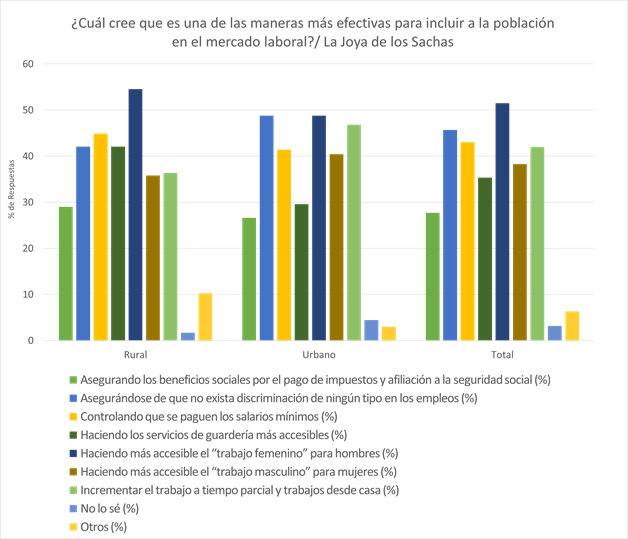 ¿Cuál cree que es una de las maneras más efectivas para incluir a la población
en el mercado laboral?/ La Joya de los Sachas
60
50
40
30
20
10
0
% de Respuestas
Rural
Urbano
Total
Asegurando los beneficios sociales por el pago de impuestos y afiliación a la seguridad social (%)
Asegurándose de que no exista discriminación de ningún tipo en los empleos (%)
Controlando que se paguen los salarios mínimos (%)
Haciendo los servicios de guardería más accesibles (%)
Haciendo más accesible el “trabajo femenino” para hombres (%)
Haciendo más accesible el “trabajo masculino” para mujeres (%)
Incrementar el trabajo a tiempo parcial y trabajos desde casa (%)
No lo sé (%)
Otros (%)